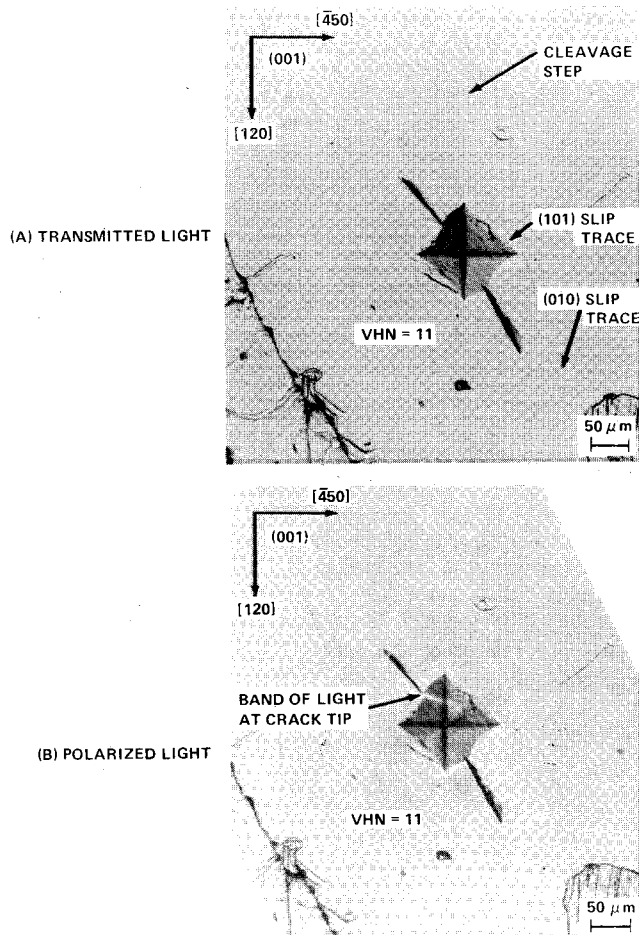 [4̅50]
(001)
[120]
CLEAVAGE
STEP
(A) TRANSMITTED LIGHT
(101) SLIP
TRACE
(010) SLIP
TRACE
VHN = 11
50 μm
[4̅50]
(001)
[120]
BAND OF LIGHT
AT CRACK TIP
(B) POLARIZED LIGHT
VHN = 11
50 μm